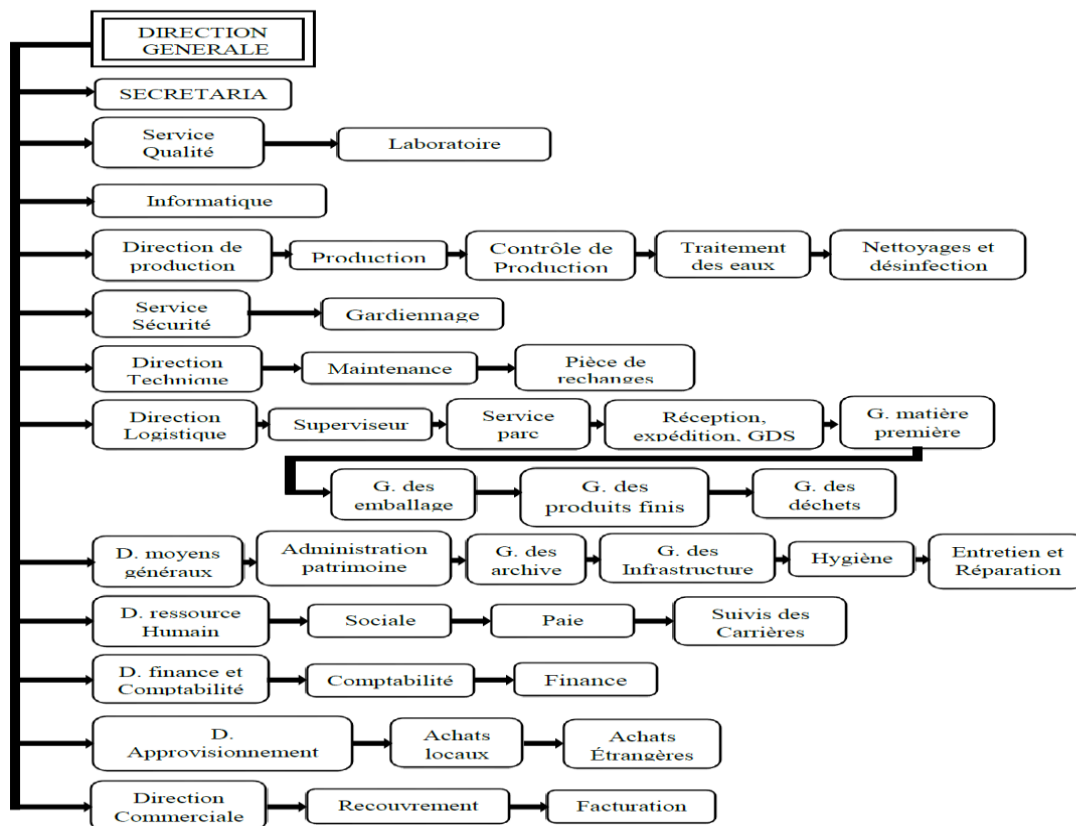 DIRECTION
GENERALE
SECRETARIA
Service
Qualité
Laboratoire
Informatique
Direction de
production
Production
Contrôle de
Production
Traitement
des eaux
Nettoyages et
désinfection
Service
Sécurité
Gardiennage
Direction
Technique
Maintenance
Pièce de
rechanges
Direction
Logistique
Superviseur
Service
parc
Réception,
expédition, GDS
G. matière
première
G. des
emballage
G. des
produits finis
G. des
déchets
D. moyens
généraux
Administration
patrimoine
G. des
archive
G. des
Infrastructure
Hygiène
Entretien et
Réparation
D. ressource
Humain
Sociale
Paie
Suivis des
Carrières
D. finance et
Comptabilité
Comptabilité
Finance
D.
Approvisionnement
Achats
locaux
Achats
Étrangères
Direction
Commerciale
Recouvrement
Facturation